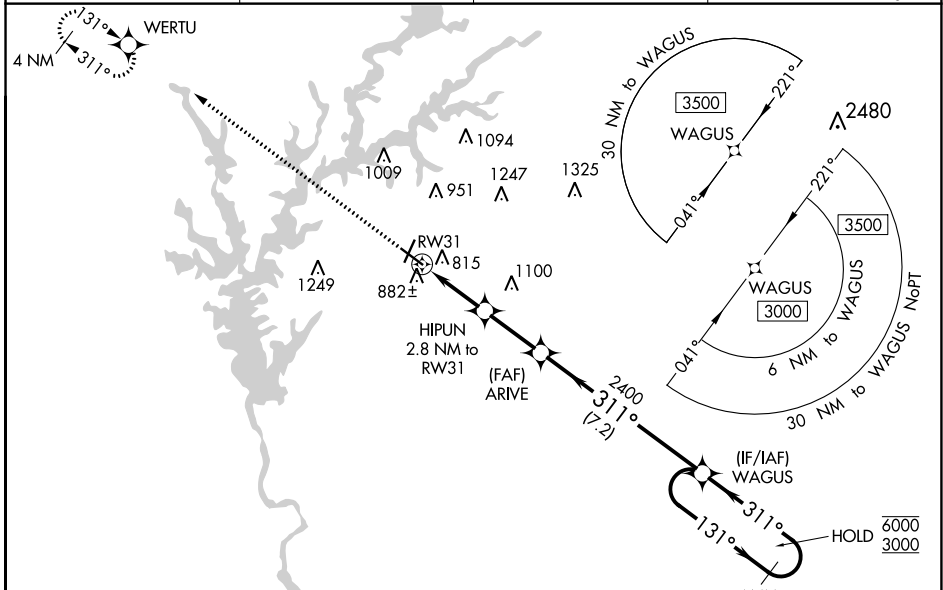 131°
WERTU
4 NM
311°
30 NM to WAGUS
221°
3500
WAGUS
041°
2480
1094
1009
951
1247
1325
221°
3500
WAGUS
3000
041°
6 NM to WAGUS
30 NM to WAGUS NoPT
RW31
815
1249
882±
1100
HIPUN
2.8 NM to
RW31
(FAF)
ARIVE
2400
311°
(7.2)
(IF/IAF)
WAGUS
311°
131°
HOLD
6000
3000